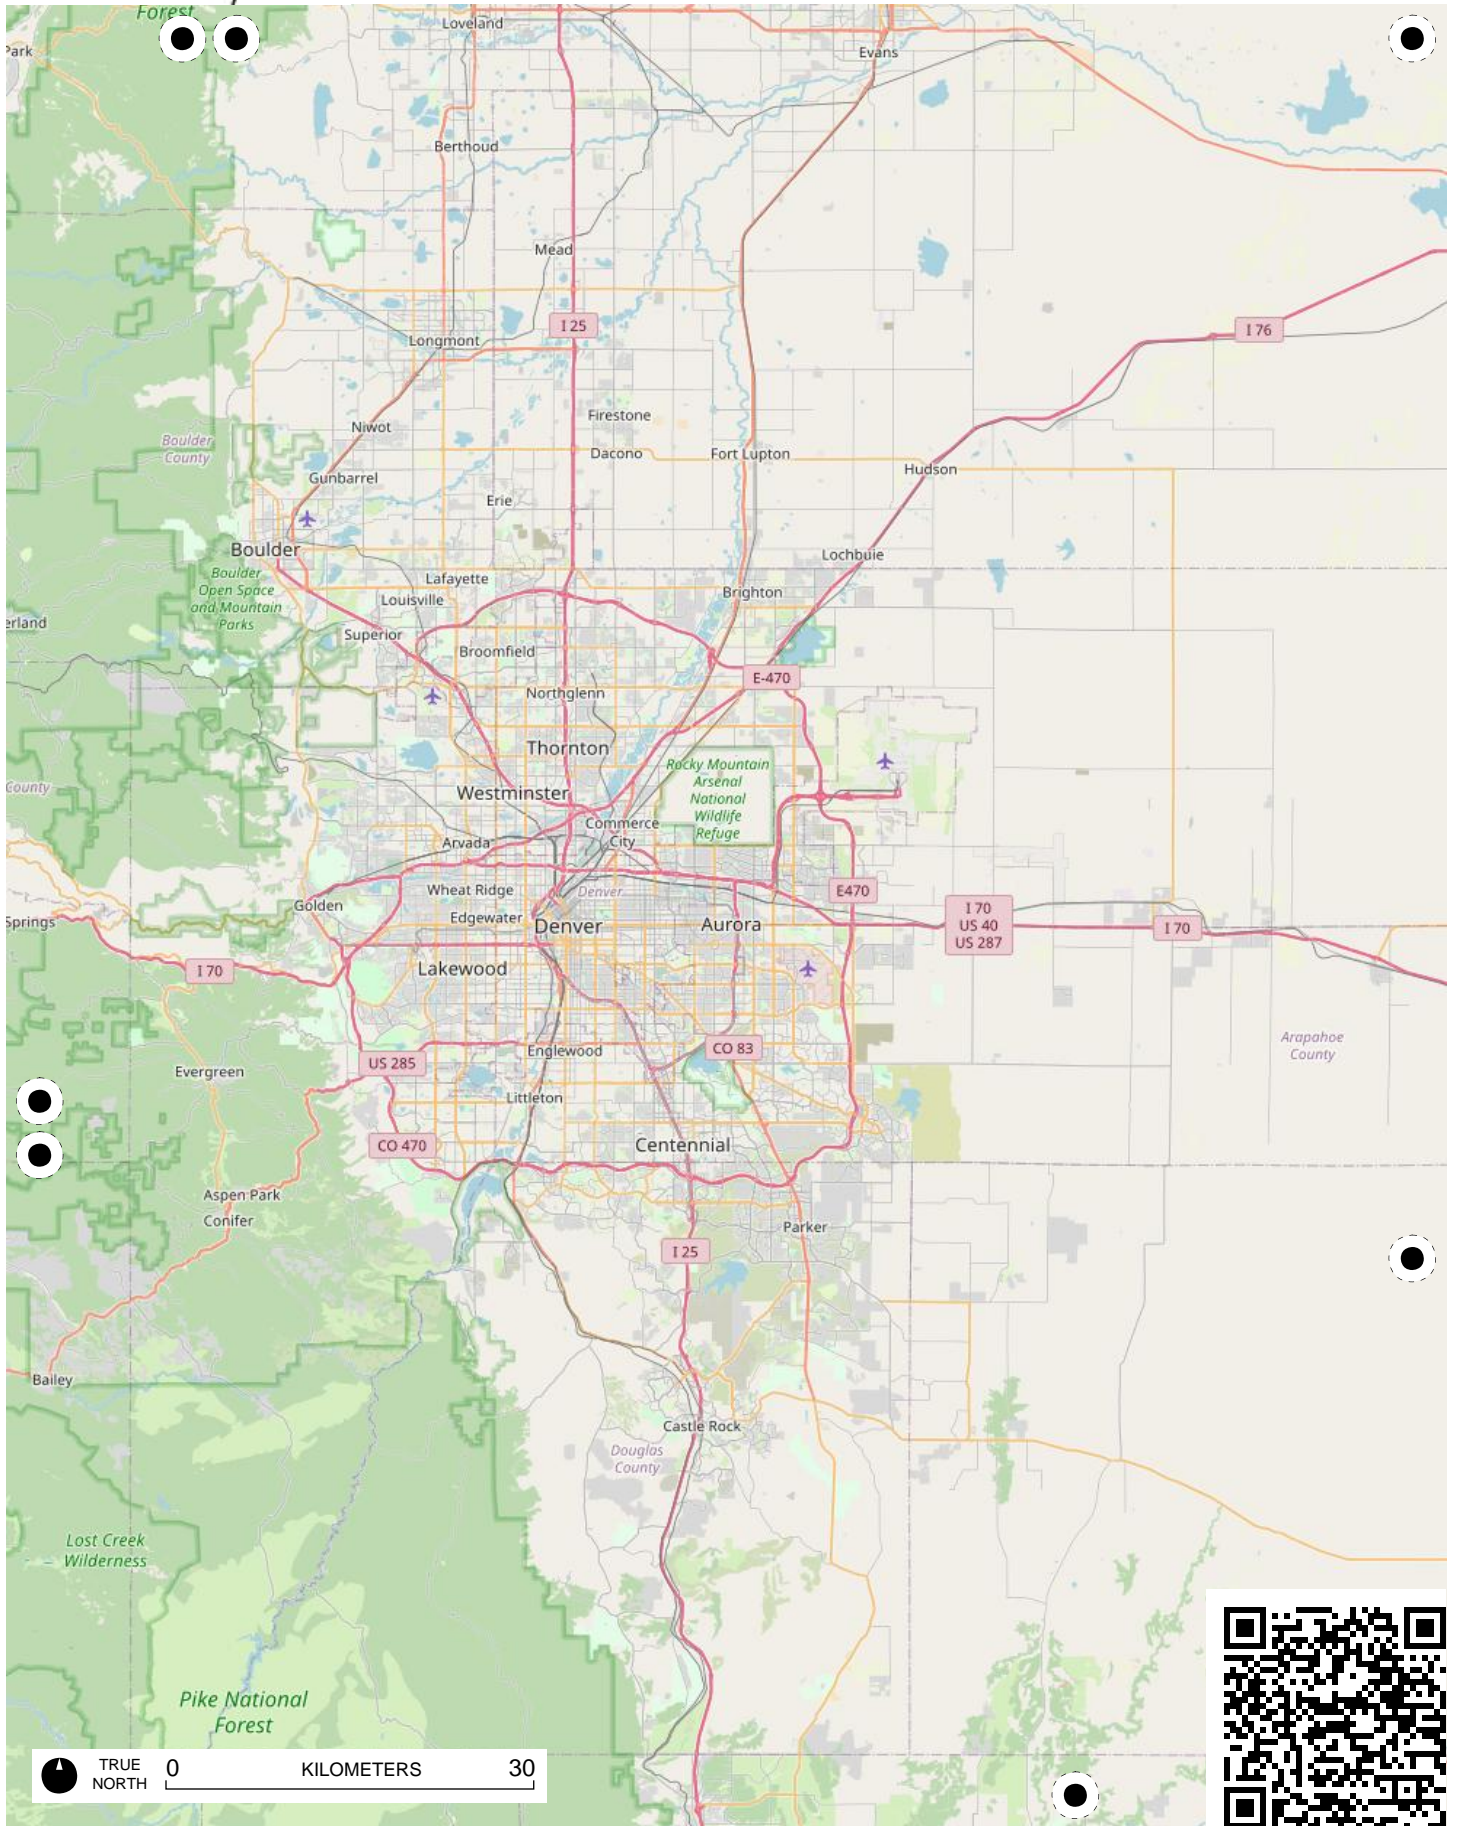 Forest
Loveland
Park
Evans
Berthoud
Mead
I 25
I 76
Longmont
Firestone
Niwot
Boulder
County
Dacono
Fort Lupton
Hudson
Gunbarrel
Erie
Boulder
Lochbuie
Boulder
Open Space
and Mountain
Parks
Lafayette
Louisville
Brighton
erland
Superior
Broomfield
E-470
Northglenn
Thornton
Rocky Mountain
Arsenal
National
Wildlife
Refuge
County
Westminster
Commerce
City
Arvada
Wheat Ridge
Denver
E470
Golden
Edgewater
Denver
Aurora
I 70
US 40
US 287
I 70
Springs
I 70
Lakewood
Englewood
CO 83
Arapahoe
County
US 285
Evergreen
Littleton
CO 470
Centennial
Aspen Park
Conifer
Parker
I 25
Bailey
Castle Rock
Douglas
County
Lost Creek
Wilderness
Pike National
Forest
TRUE
NORTH
0 KILOMETERS 30